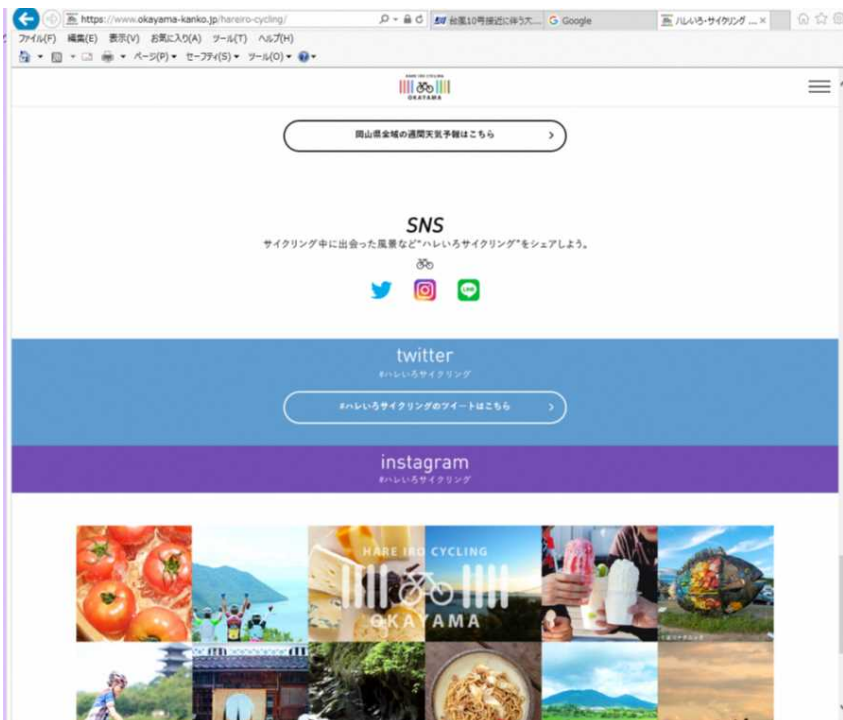 https://www.okayama-kanko.jp/hareiro-cycling/
台風10号接近に伴う大...
Google
ハレいろ・サイクリング ...
ファイル(F) 編集(E) 表示(V) お気に入り(A) ツール(T) ヘルプ(H)
ページ(P) セーフティ(S) ツール(O)
HARE IRO CYCLING
OKAYAMA
岡山県全域の週間天気予報はこちら
SNS
サイクリング中に出会った風景など"ハレいろサイクリング"をシェアしよう。
LINE
twitter
#ハレいろサイクリング
#ハレいろサイクリングのツイートはこちら
instagram
#ハレいろサイクリング
HARE IRO CYCLING
OKAYAMA